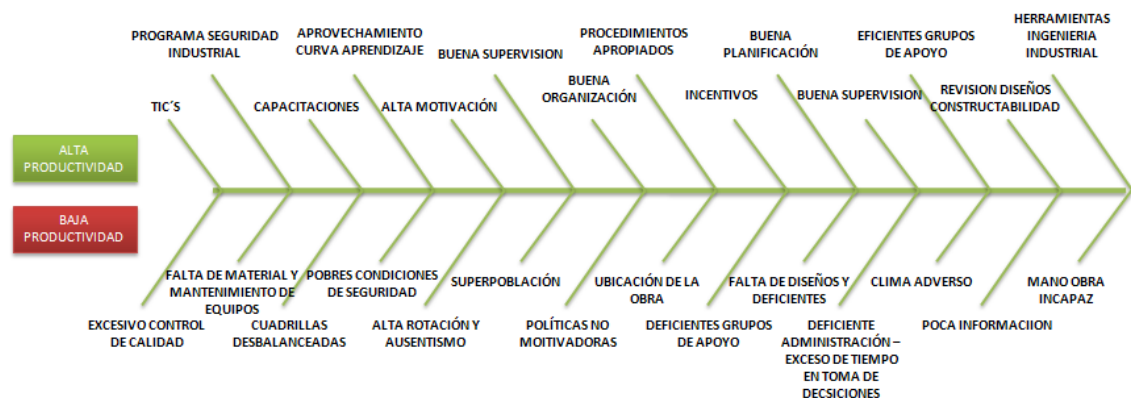 HERRAMIENTAS
INGENIERIA
INDUSTRIAL
PROGRAMA SEGURIDAD
INDUSTRIAL
APROVECHAMIENTO
CURVA APRENDIZAJE
BUENA SUPERVISION
PROCEDIMIENTOS
APROPIADOS
BUENA
PLANIFICACIÓN
EFICIENTES GRUPOS
DE APOYO
TIC´S
CAPACITACIONES
ALTA MOTIVACIÓN
BUENA
ORGANIZACIÓN
INCENTIVOS
BUENA SUPERVISION
REVISION DISEÑOS
CONSTRUCTABILIDAD
ALTA
PRODUCTIVIDAD
BAJA
PRODUCTIVIDAD
FALTA DE MATERIAL Y
MANTENIMIENTO DE
EQUIPOS
POBRES CONDICIONES
DE SEGURIDAD
SUPERPOBLACIÓN
UBICACIÓN DE LA
OBRA
FALTA DE DISEÑOS Y
DEFICIENTES
CLIMA ADVERSO
MANO OBRA
INCAPAZ
EXCESIVO CONTROL
DE CALIDAD
CUADRILLAS
DESBALANCEADAS
ALTA ROTACIÓN Y
AUSENTISMO
POLÍTICAS NO
MOITIVADORAS
DEFICIENTES GRUPOS
DE APOYO
DEFICIENTE
ADMINISTRACIÓN –
EXCESO DE TIEMPO
EN TOMA DE
DECSICIONES
POCA INFORMACIION